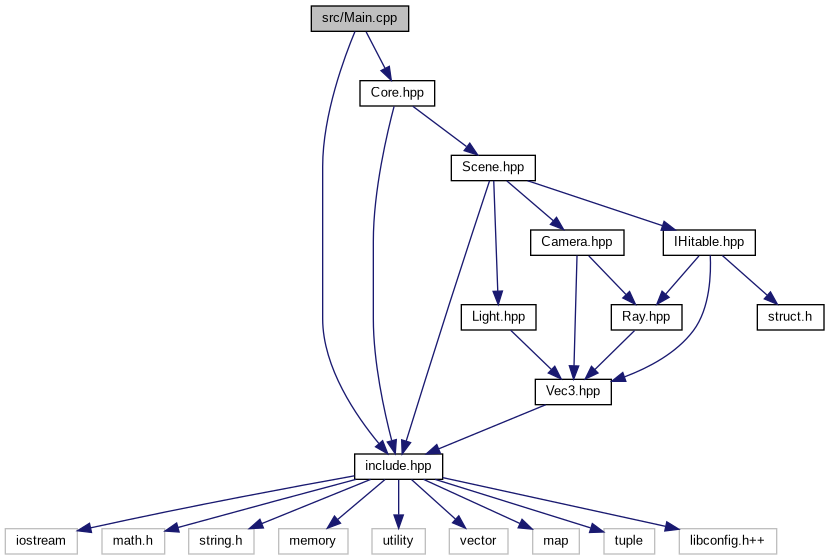 src/Main.cpp
Core.hpp
Scene.hpp
Camera.hpp
IHitable.hpp
Light.hpp
Ray.hpp
struct.h
Vec3.hpp
include.hpp
iostream
math.h
string.h
memory
utility
vector
map
tuple
libconfig.h++